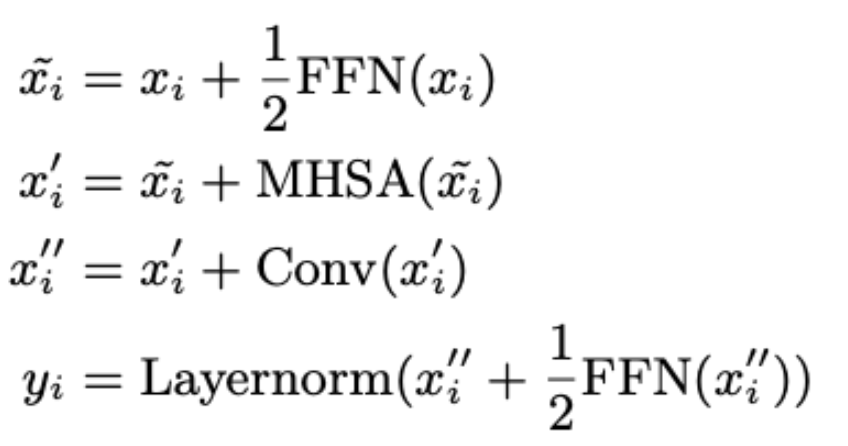 x̃ᵢ = xᵢ + ½FFN(xᵢ)
x′ᵢ = x̃ᵢ + MHSA(x̃ᵢ)
x″ᵢ = x′ᵢ + Conv(x′ᵢ)
yᵢ = Layernorm(x″ᵢ + ½FFN(x″ᵢ))